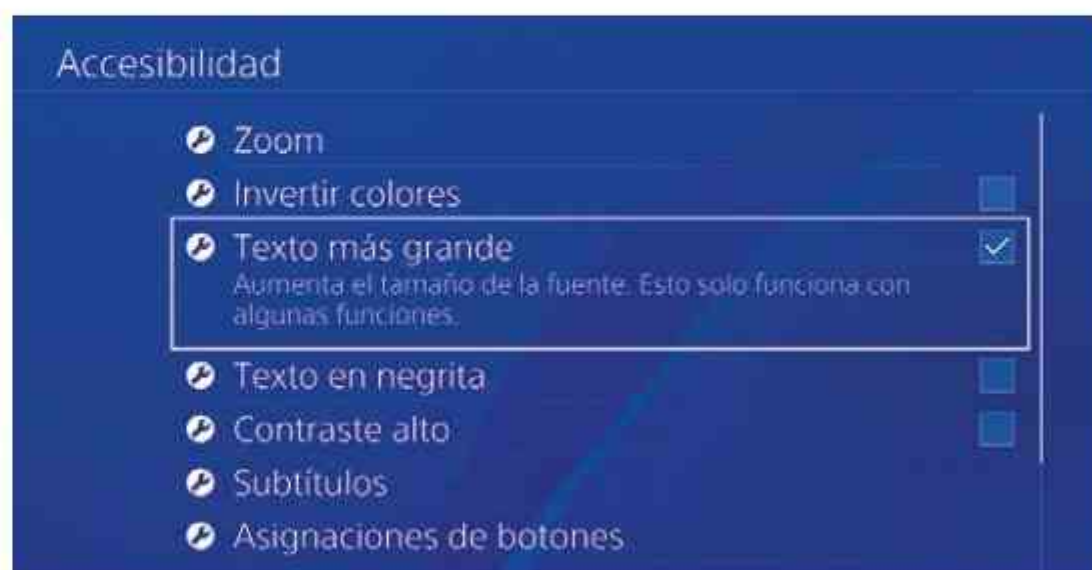 Accesibilidad
Zoom
Invertir colores
Texto más grande
Aumenta el tamaño de la fuente. Esto solo funciona con
algunas funciones.
Texto en negrita
Contraste alto
Subtítulos
Asignaciones de botones